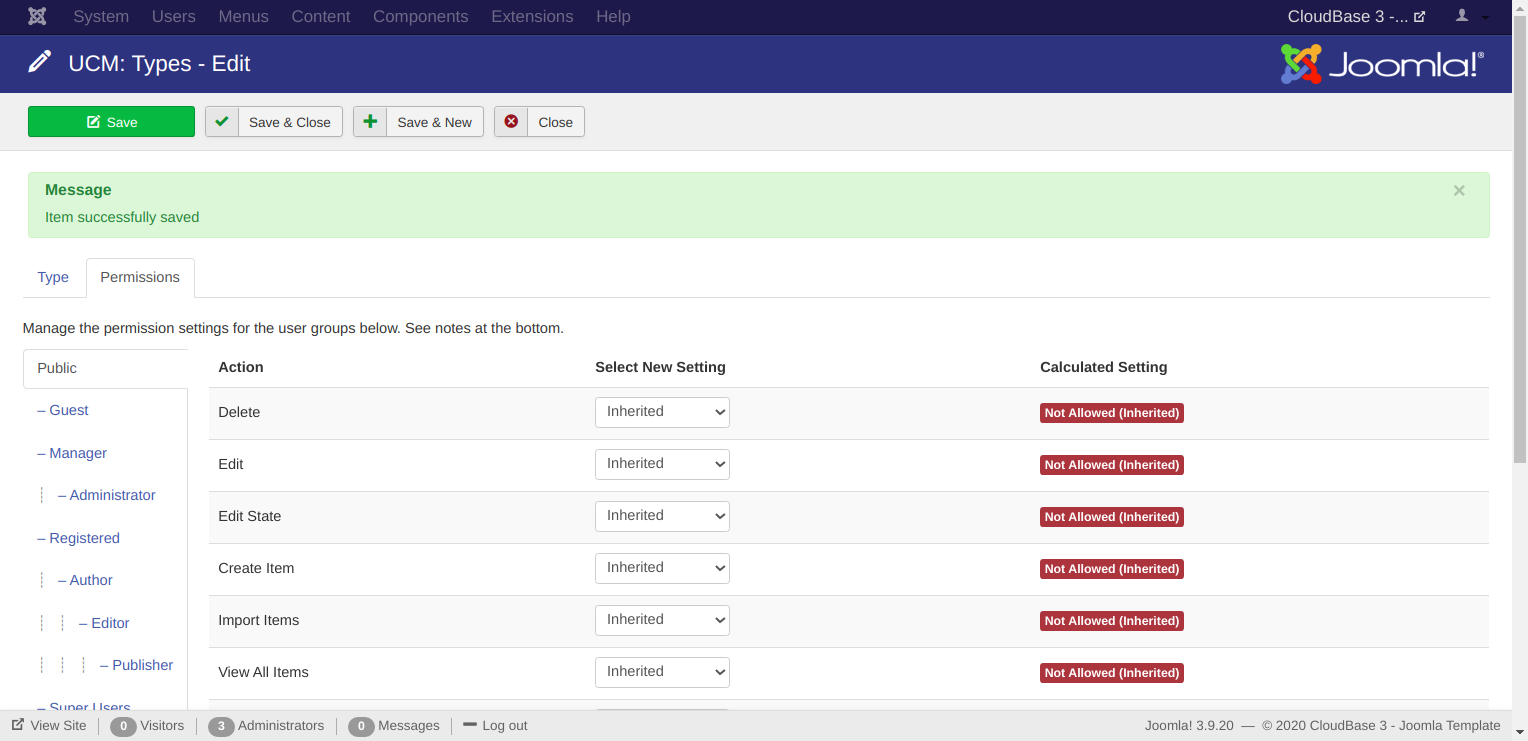 System Users Menus Content Components Extensions Help CloudBase 3 -...
UCM: Types - Edit Joomla!®
Save Save & Close Save & New Close
Message ×
Item successfully saved
Type Permissions
Manage the permission settings for the user groups below. See notes at the bottom.
Public
– Guest
– Manager
┊ – Administrator
– Registered
┊ – Author
┊ ┊ – Editor
┊ ┊ ┊ – Publisher
– Super Users
Action Select New Setting Calculated Setting
Delete Inherited Not Allowed (Inherited)
Edit Inherited Not Allowed (Inherited)
Edit State Inherited Not Allowed (Inherited)
Create Item Inherited Not Allowed (Inherited)
Import Items Inherited Not Allowed (Inherited)
View All Items Inherited Not Allowed (Inherited)
View Site 0 Visitors 3 Administrators 0 Messages Log out Joomla! 3.9.20 — © 2020 CloudBase 3 - Joomla Template